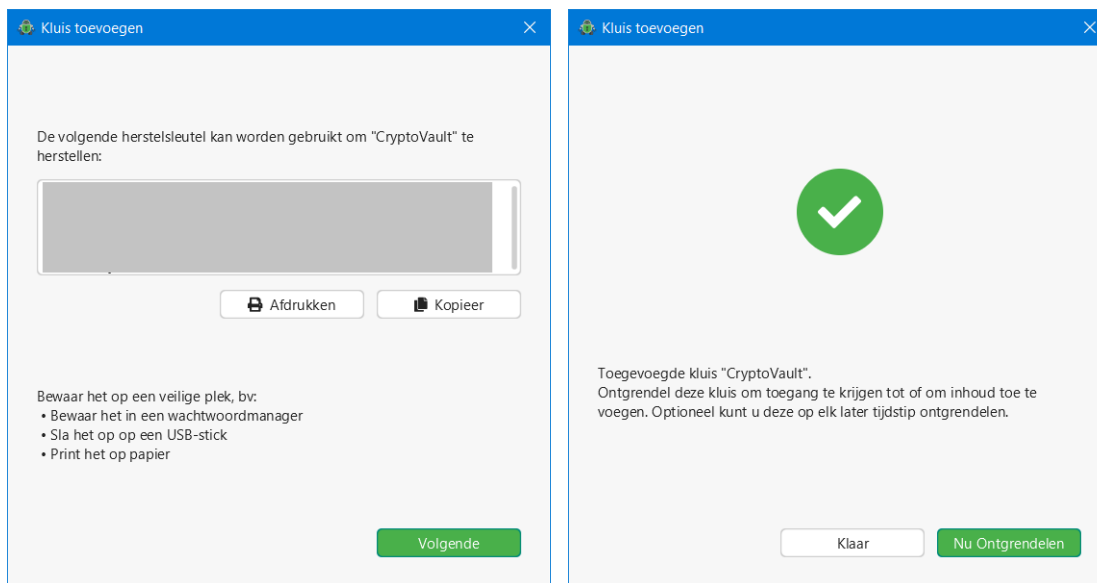 Kluis toevoegen
De volgende herstelsleutel kan worden gebruikt om "CryptoVault" te
herstellen:
Afdrukken
Kopieer
Bewaar het op een veilige plek, bv:
• Bewaar het in een wachtwoordmanager
• Sla het op op een USB-stick
• Print het op papier
Volgende
Kluis toevoegen
Toegevoegde kluis "CryptoVault".
Ontgrendel deze kluis om toegang te krijgen tot of om inhoud toe te
voegen. Optioneel kunt u deze op elk later tijdstip ontgrendelen.
Klaar
Nu Ontgrendelen